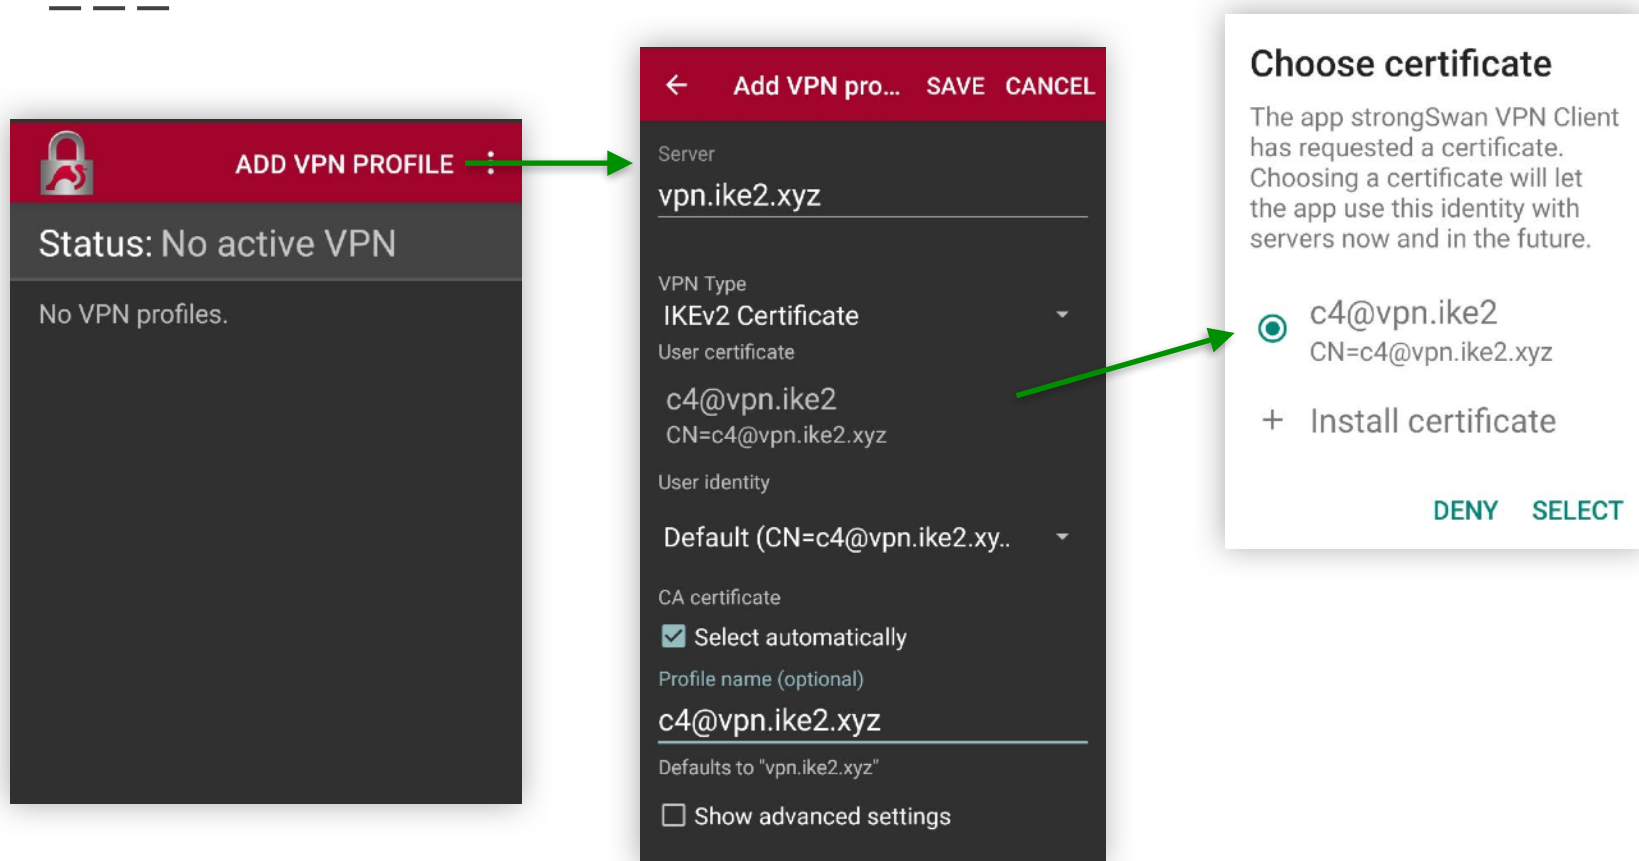 ADD VPN PROFILE
Status: No active VPN
No VPN profiles.
Add VPN pro... SAVE CANCEL
Server
vpn.ike2.xyz
VPN Type
IKEv2 Certificate
User certificate
c4@vpn.ike2
CN=c4@vpn.ike2.xyz
User identity
Default (CN=c4@vpn.ike2.xy..
CA certificate
Select automatically
Profile name (optional)
c4@vpn.ike2.xyz
Defaults to "vpn.ike2.xyz"
Show advanced settings
Choose certificate
The app strongSwan VPN Client
has requested a certificate.
Choosing a certificate will let
the app use this identity with
servers now and in the future.
c4@vpn.ike2
CN=c4@vpn.ike2.xyz
+ Install certificate
DENY SELECT